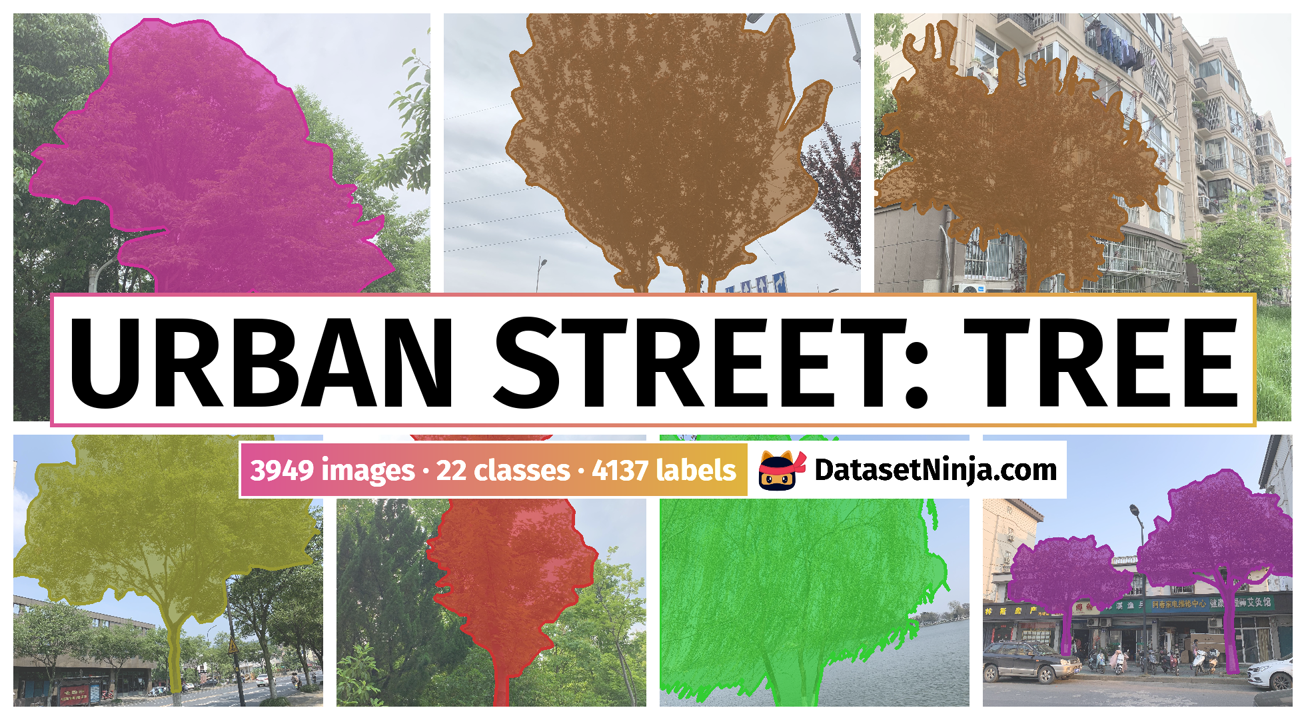 URBAN STREET: TREE
3949 images · 22 classes · 4137 labels
DatasetNinja.com